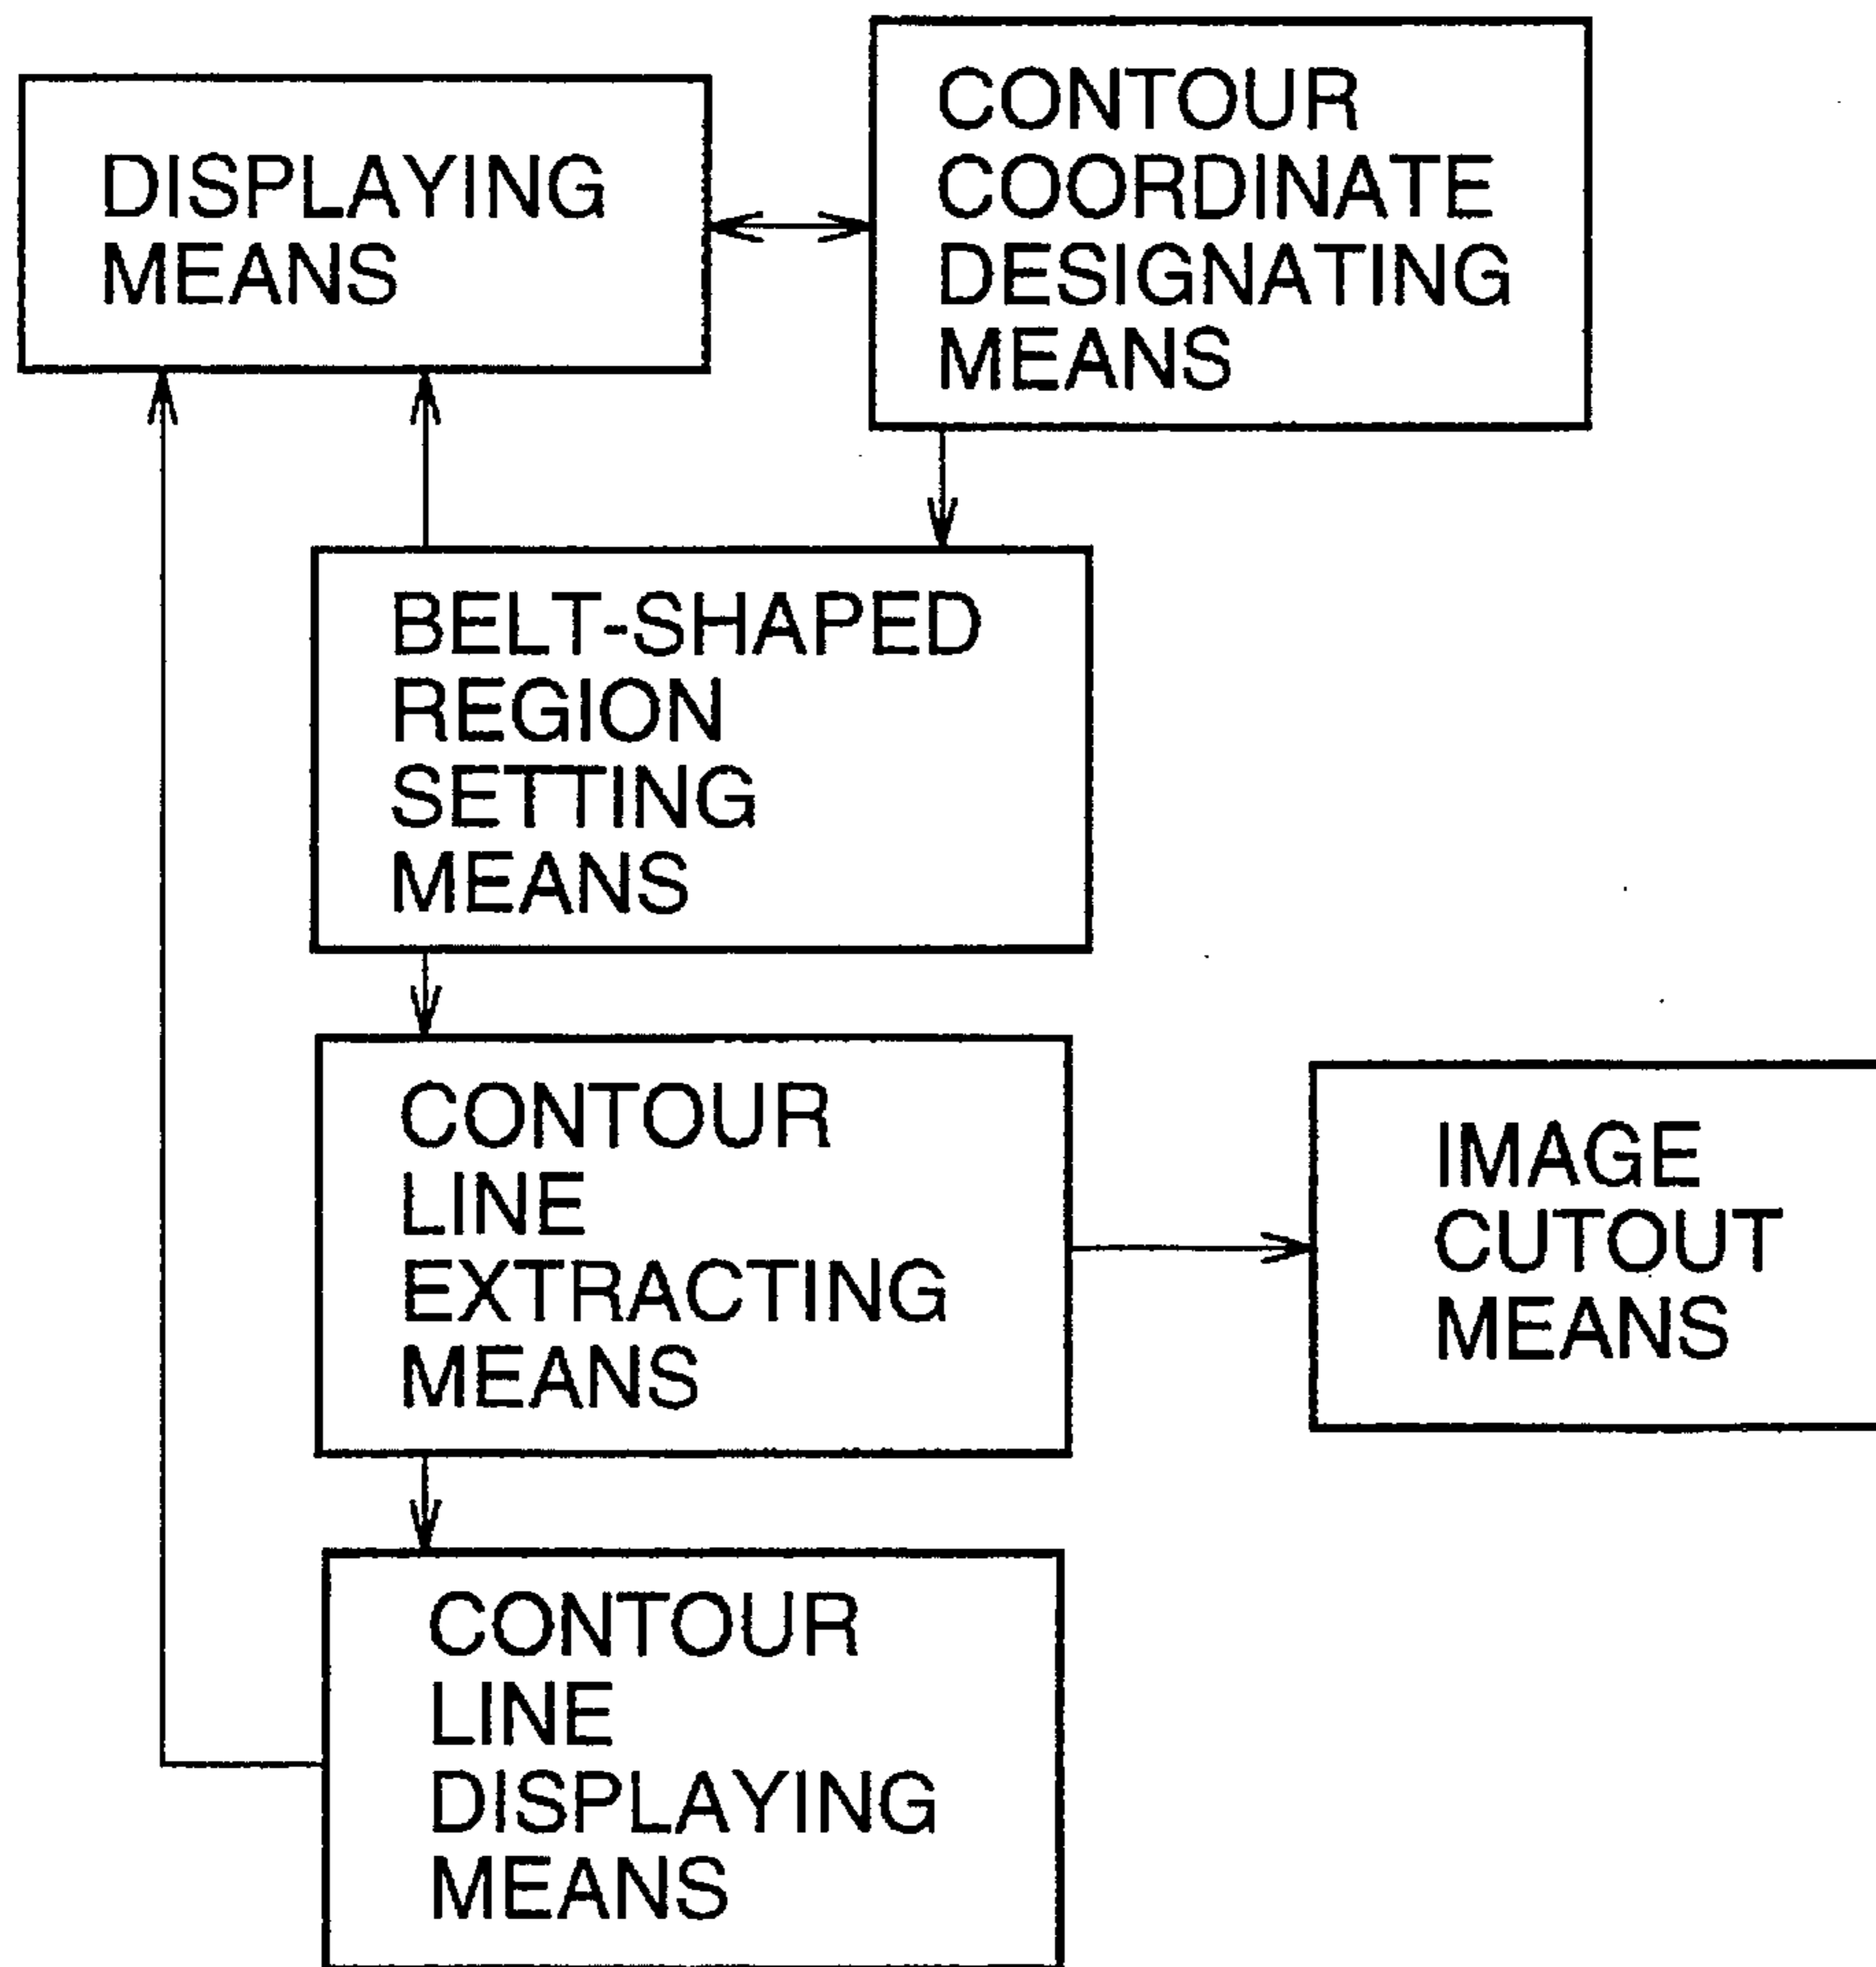 DISPLAYING
MEANS
CONTOUR
COORDINATE
DESIGNATING
MEANS
BELT-SHAPED
REGION
SETTING
MEANS
CONTOUR
LINE
EXTRACTING
MEANS
IMAGE
CUTOUT
MEANS
CONTOUR
LINE
DISPLAYING
MEANS